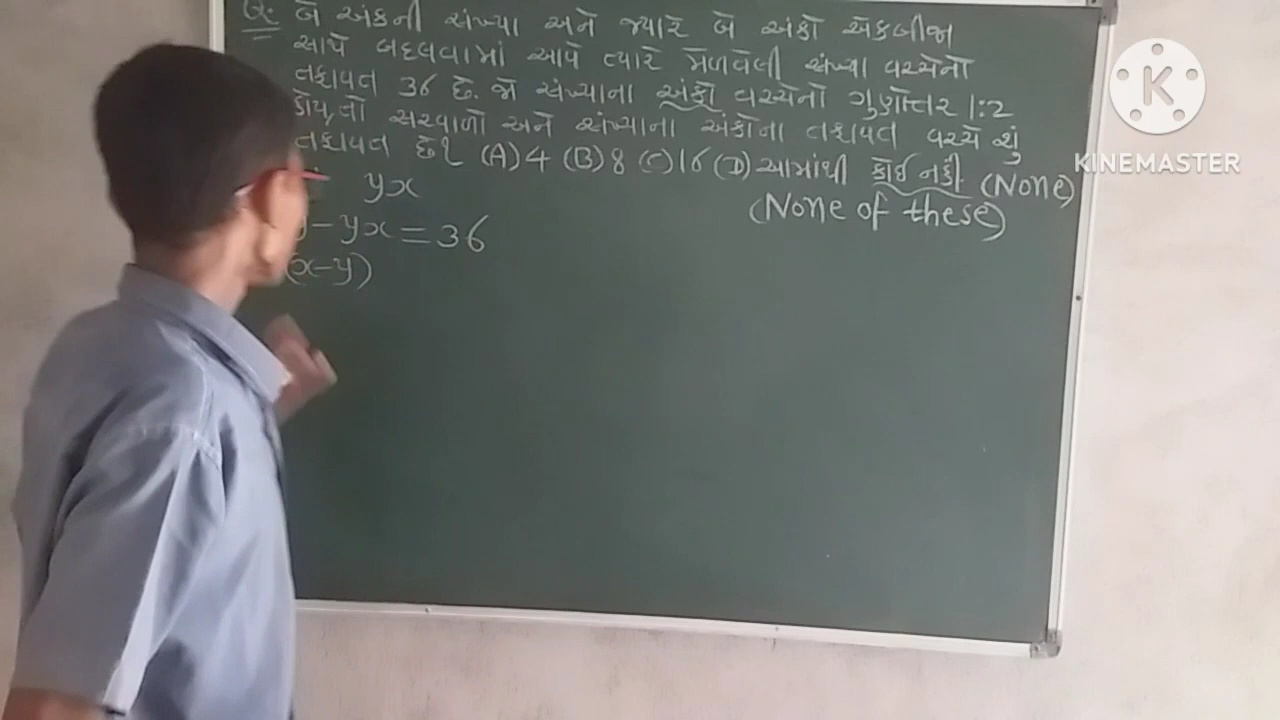 Q: બે અંકની સંખ્યા અને જ્યારે બે અંકો એકબીજા
સાથે બદલવામાં આવે ત્યારે મેળવેલી સંખ્યા વચ્ચેનો
તફાવત 36 છે. જો સંખ્યાના અંકો વચ્ચેનો ગુણોત્તર 1:2
હોય, તો સરવાળો અને સંખ્યાના અંકોના તફાવત વચ્ચે શું
તફાવત છે? (A) 4 (B) 8 (C) 16 (D) આમાંથી કોઈ નહીં. (None)
(None of these)
yx
y - yx = 36
(x-y)
K
KINEMASTER